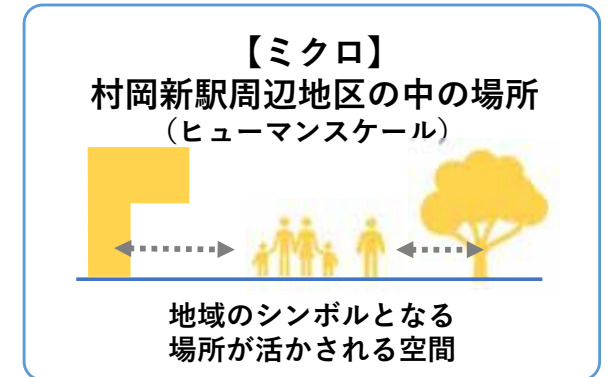 【ミクロ】
村岡新駅周辺地区の中の場所
（ヒューマンスケール）
地域のシンボルとなる
場所が活かされる空間